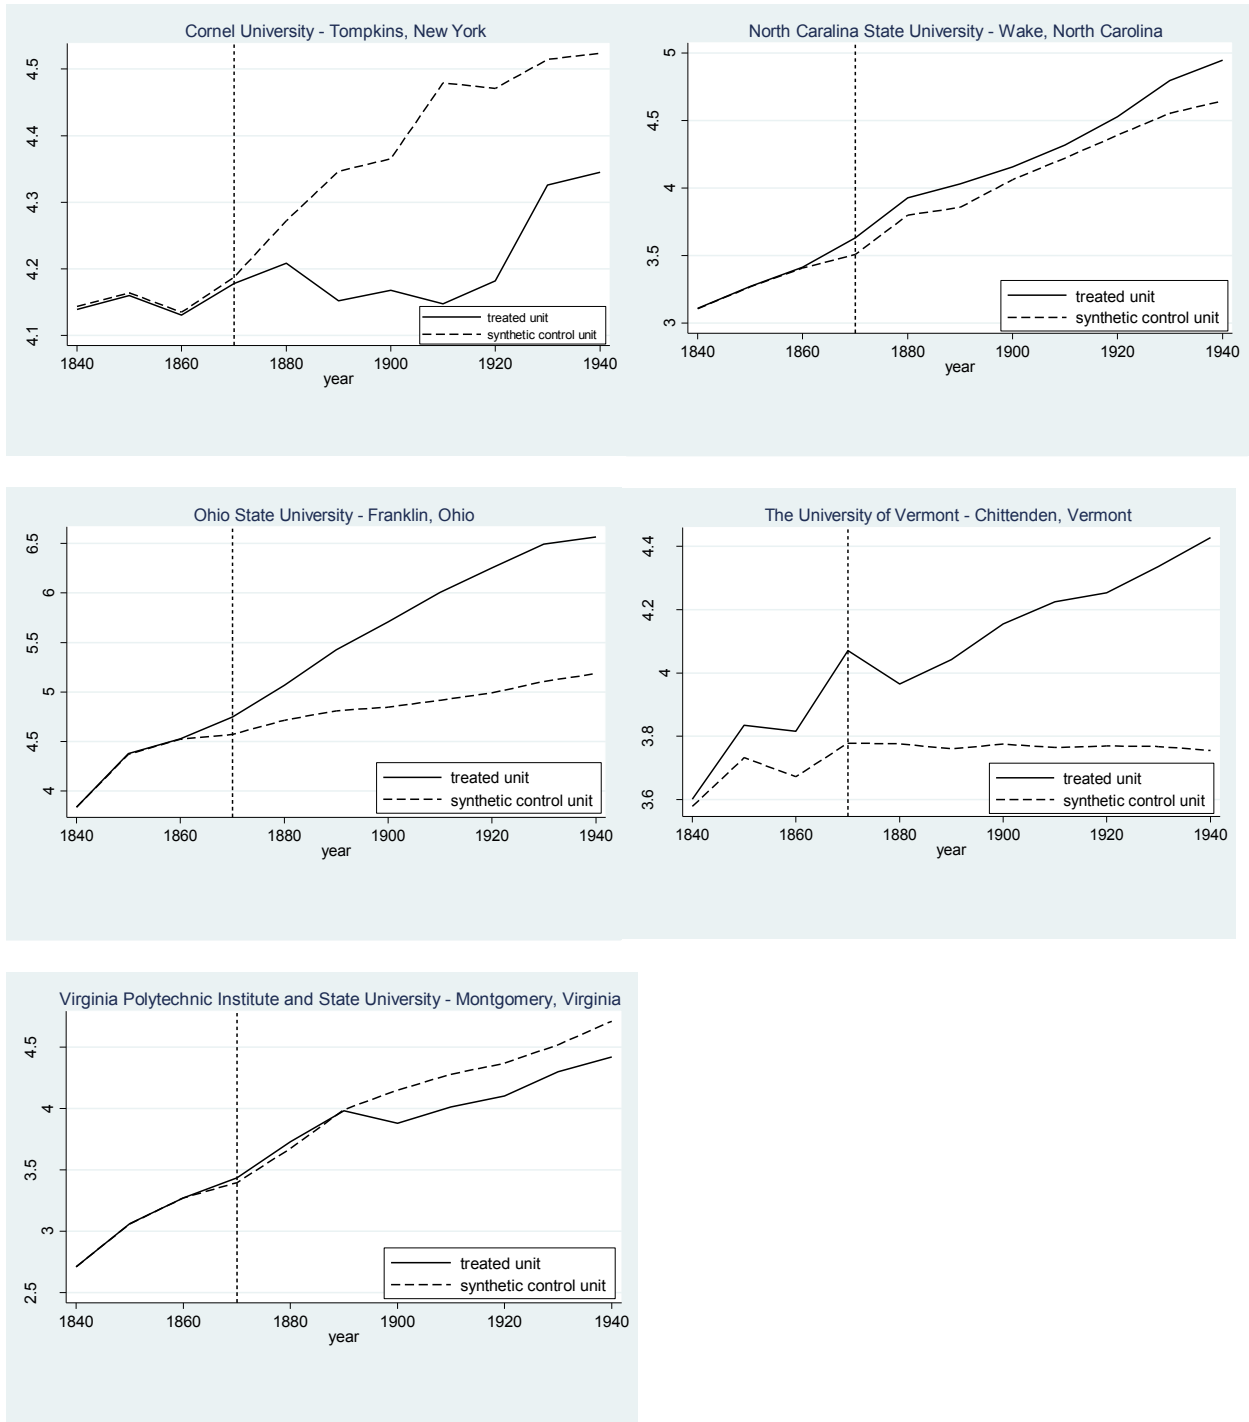 Cornel University - Tompkins, New York
4.5
4.4
4.3
4.2
4.1
treated unit
synthetic control unit
1840 1860 1880 1900 1920 1940
year
North Caralina State University - Wake, North Carolina
5
4.5
4
3.5
3
treated unit
synthetic control unit
1840 1860 1880 1900 1920 1940
year
Ohio State University - Franklin, Ohio
6.5
6
5.5
5
4.5
4
treated unit
synthetic control unit
1840 1860 1880 1900 1920 1940
year
The University of Vermont - Chittenden, Vermont
4.4
4.2
4
3.8
3.6
treated unit
synthetic control unit
1840 1860 1880 1900 1920 1940
year
Virginia Polytechnic Institute and State University - Montgomery, Virginia
4.5
4
3.5
3
2.5
treated unit
synthetic control unit
1840 1860 1880 1900 1920 1940
year